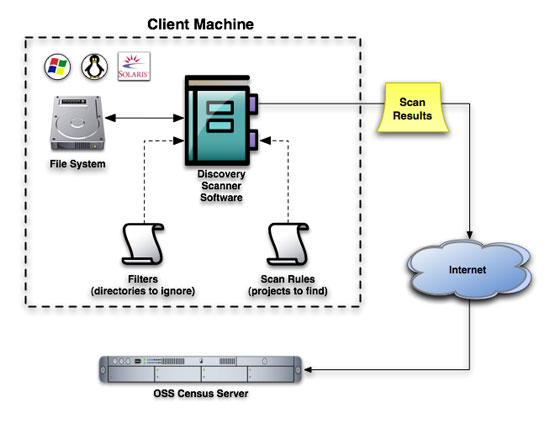 Client Machine
SOLARIS
File System
Discovery
Scanner
Software
Scan
Results
Filters
(directories to ignore)
Scan Rules
(projects to find)
Internet
OSS Census Server